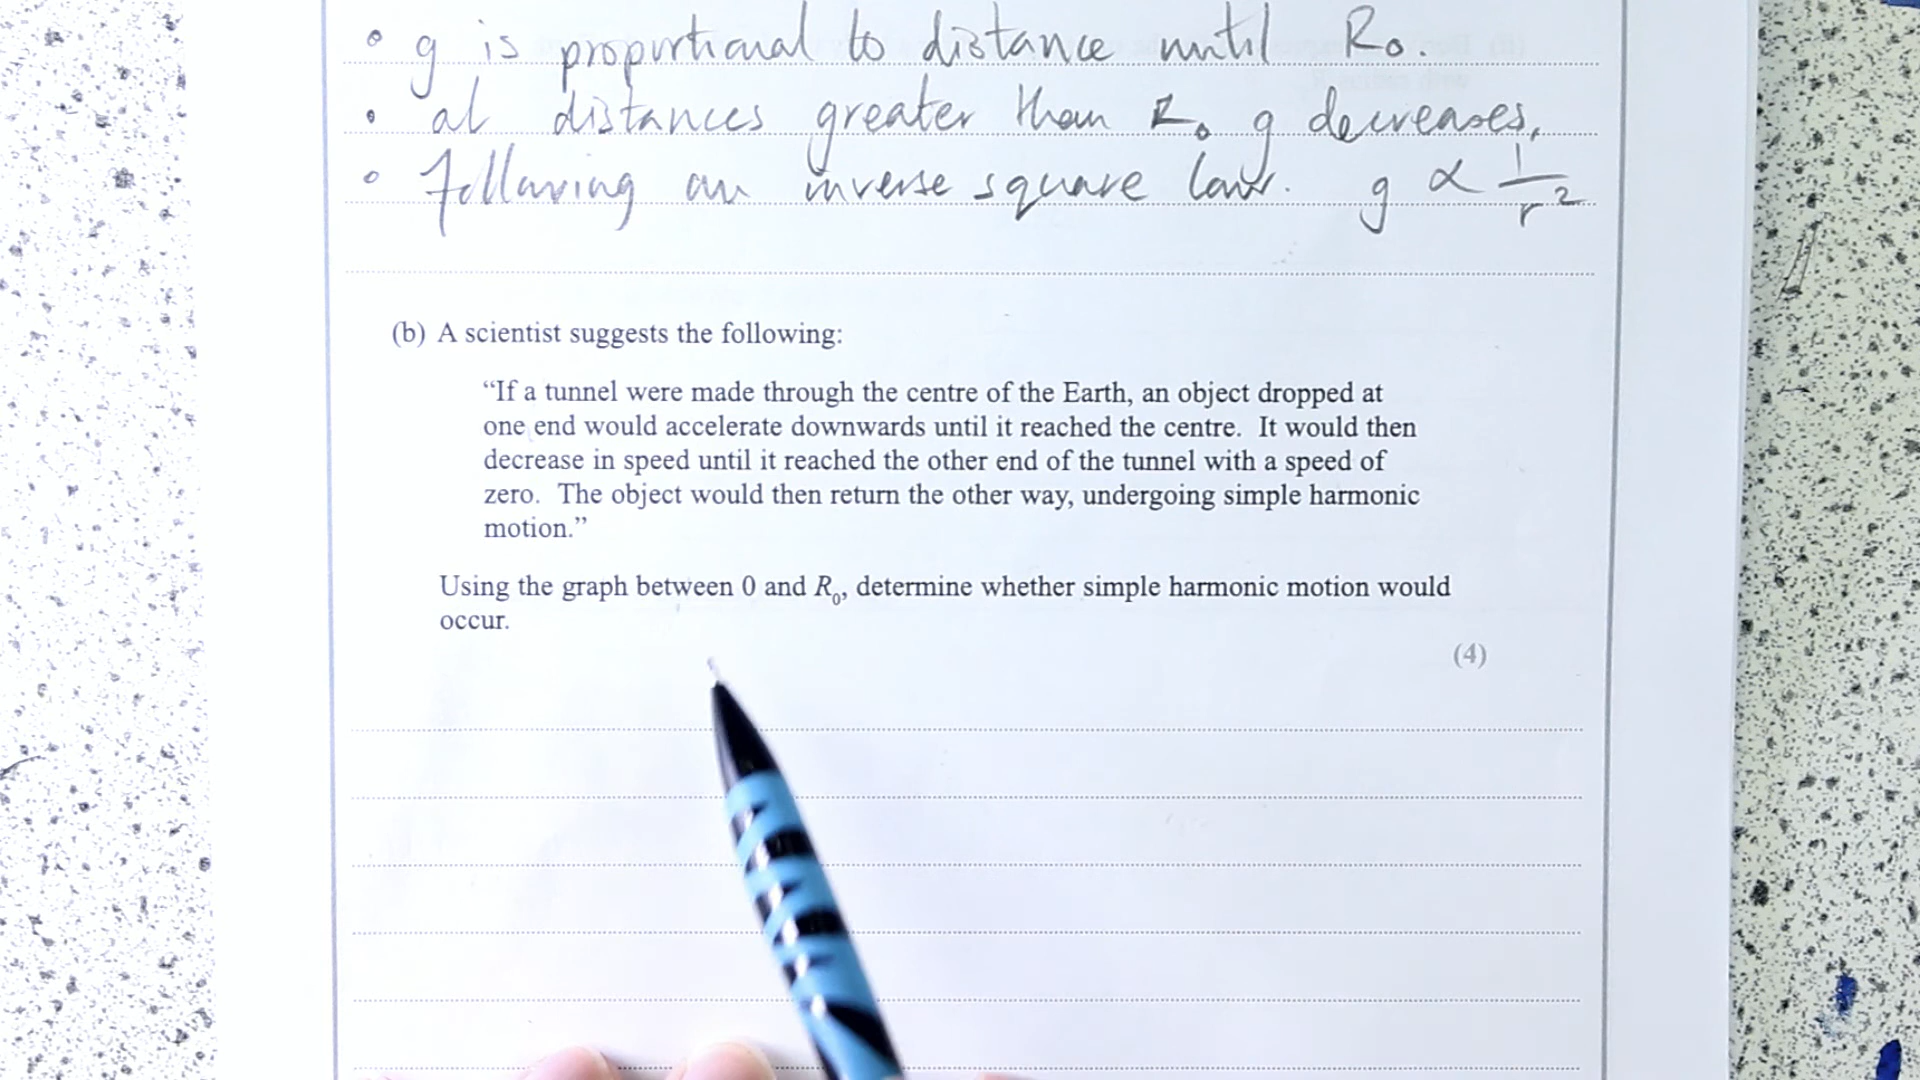 • g is proportional to distance until R₀.
• at distances greater than R₀ g decreases,
• following an inverse square law. g ∝ 1/r²
(b) A scientist suggests the following:
“If a tunnel were made through the centre of the Earth, an object dropped at
one end would accelerate downwards until it reached the centre. It would then
decrease in speed until it reached the other end of the tunnel with a speed of
zero. The object would then return the other way, undergoing simple harmonic
motion.”
Using the graph between 0 and R₀, determine whether simple harmonic motion would
occur.
(4)